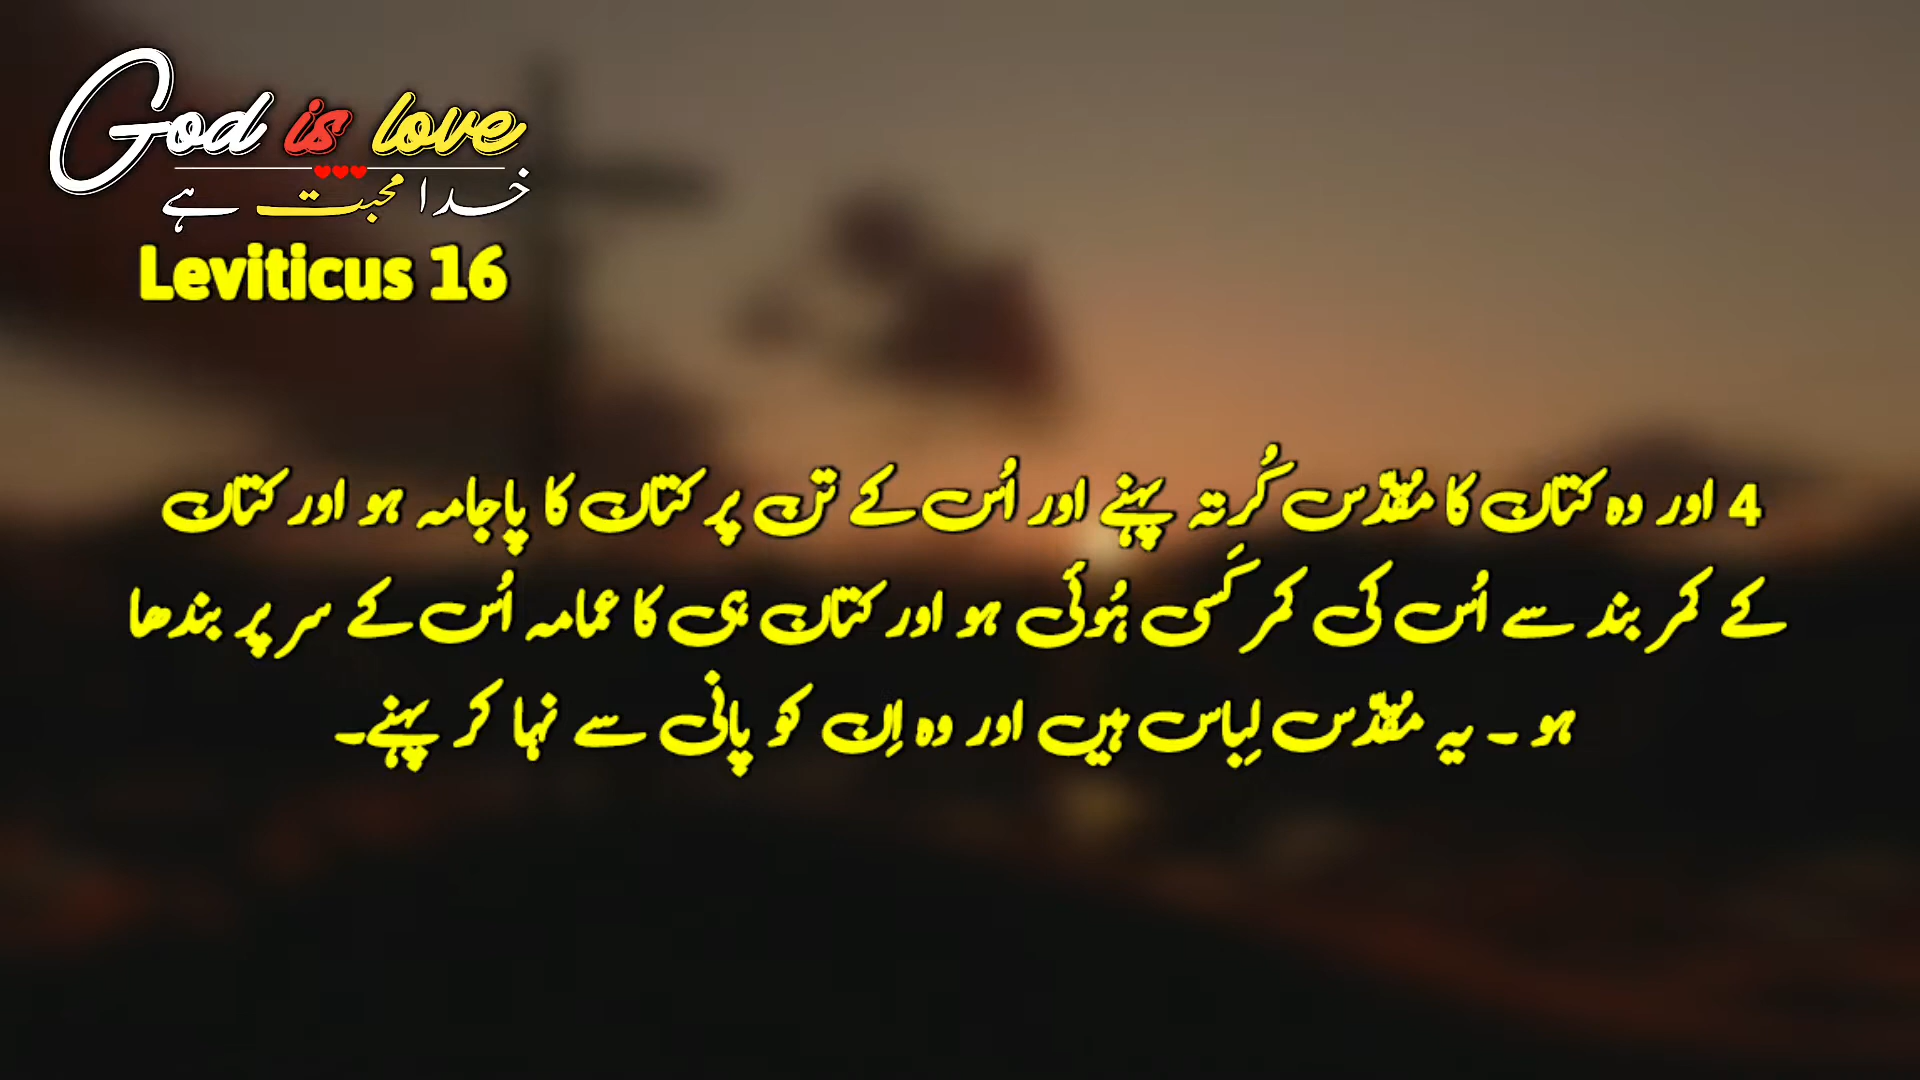 God is love
خدا محبت ہے
Leviticus 16
4 اور وہ کتان کا مُقدّس کُرتہ پہنے اور اُس کے تن پر کتان کا پاجامہ ہو اور کتان
کے کمر بند سے اُس کی کمر کَسی ہُوئی ہو اور کتان ہی کا عمامہ اُس کے سر پر بندھا
ہو ۔ یہ مُقدّس لِباس ہیں اور وہ اِن کو پانی سے نہا کر پہنے۔